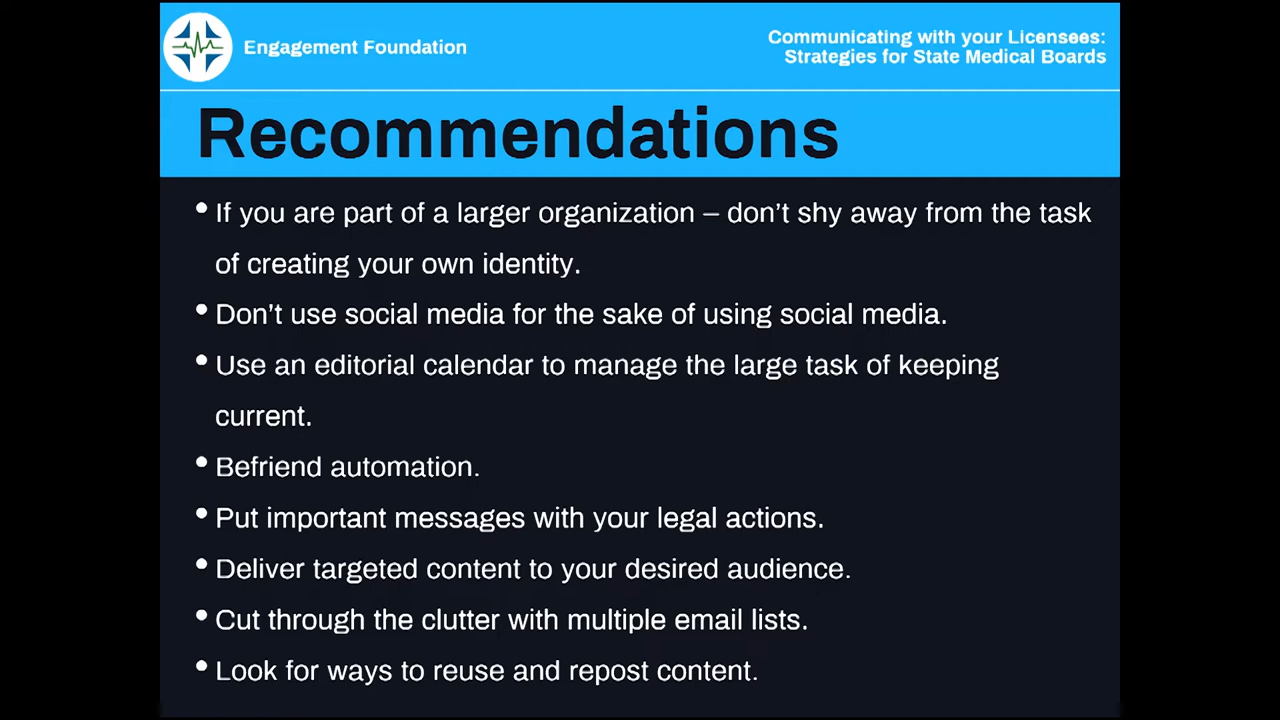 Engagement Foundation
Communicating with your Licensees:
Strategies for State Medical Boards
Recommendations
• If you are part of a larger organization – don’t shy away from the task
of creating your own identity.
• Don’t use social media for the sake of using social media.
• Use an editorial calendar to manage the large task of keeping
current.
• Befriend automation.
• Put important messages with your legal actions.
• Deliver targeted content to your desired audience.
• Cut through the clutter with multiple email lists.
• Look for ways to reuse and repost content.